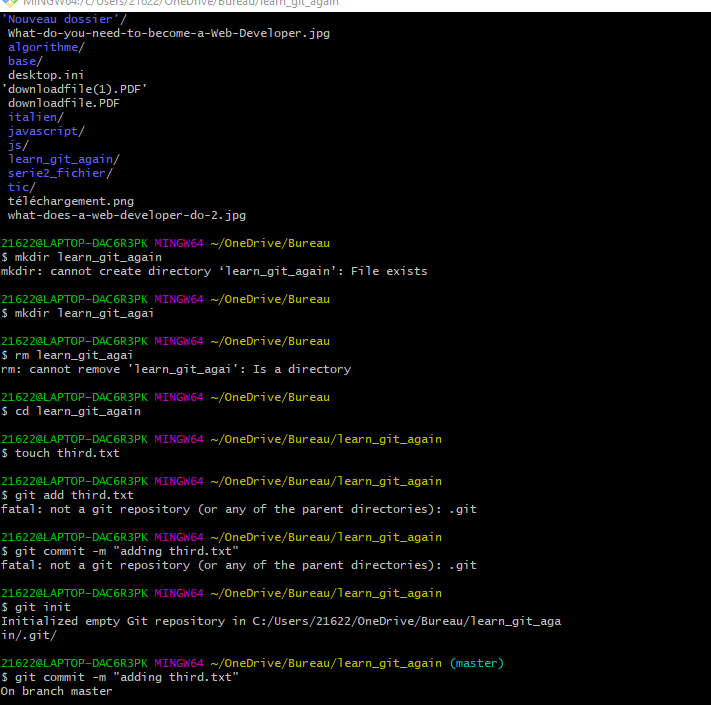 MINGW64:/c/Users/21622/OneDrive/Bureau/learn_git_again
'Nouveau dossier'/
What-do-you-need-to-become-a-Web-Developer.jpg
algorithme/
base/
desktop.ini
'downloadfile(1).PDF'
downloadfile.PDF
italien/
javascript/
js/
learn_git_again/
serie2_fichier/
tic/
téléchargement.png
what-does-a-web-developer-do-2.jpg
21622@LAPTOP-DAC6R3PK MINGW64 ~/OneDrive/Bureau
$ mkdir learn_git_again
mkdir: cannot create directory ‘learn_git_again’: File exists
21622@LAPTOP-DAC6R3PK MINGW64 ~/OneDrive/Bureau
$ mkdir learn_git_agai
21622@LAPTOP-DAC6R3PK MINGW64 ~/OneDrive/Bureau
$ rm learn_git_agai
rm: cannot remove 'learn_git_agai': Is a directory
21622@LAPTOP-DAC6R3PK MINGW64 ~/OneDrive/Bureau
$ cd learn_git_again
21622@LAPTOP-DAC6R3PK MINGW64 ~/OneDrive/Bureau/learn_git_again
$ touch third.txt
21622@LAPTOP-DAC6R3PK MINGW64 ~/OneDrive/Bureau/learn_git_again
$ git add third.txt
fatal: not a git repository (or any of the parent directories): .git
21622@LAPTOP-DAC6R3PK MINGW64 ~/OneDrive/Bureau/learn_git_again
$ git commit -m "adding third.txt"
fatal: not a git repository (or any of the parent directories): .git
21622@LAPTOP-DAC6R3PK MINGW64 ~/OneDrive/Bureau/learn_git_again
$ git init
Initialized empty Git repository in C:/Users/21622/OneDrive/Bureau/learn_git_aga
in/.git/
21622@LAPTOP-DAC6R3PK MINGW64 ~/OneDrive/Bureau/learn_git_again (master)
$ git commit -m "adding third.txt"
On branch master